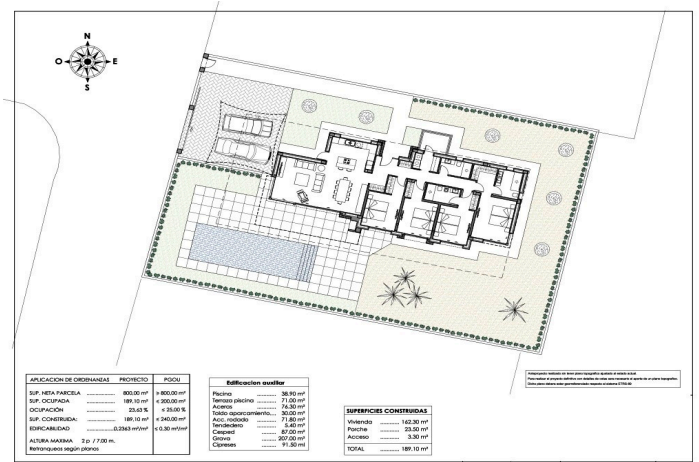 N
O E
S
APLICACION DE ORDENANZAS PROYECTO PGOU
SUP. NETA PARCELA .............. 800,00 m² ≥ 800,00 m²
SUP. OCUPADA .............. 189,10 m² ≤ 200,00 m²
OCUPACIÓN .............. 23,63 % ≤ 25,00 %
SUP. CONSTRUIDA: .............. 189,10 m² ≤ 240,00 m²
EDIFICABILIDAD .............. 0,2363 m²/m² ≤ 0,30 m²/m²
ALTURA MAXIMA 2 p / 7,00 m.
Retranqueos según planos
Edificacion auxiliar
Piscina .......... 38.90 m²
Terraza piscina .......... 71.00 m²
Aceras .......... 76.30 m²
Toldo aparcamiento.... 30.00 m²
Acc. rodado .......... 71.80 m²
Tendedero .......... 5.40 m²
Cesped .......... 87.00 m²
Grava .......... 207.00 m²
Cipreses .......... 91.50 ml
SUPERFICIES CONSTRUIDAS
Vivienda .......... 162.30 m²
Porche .......... 23.50 m²
Acceso .......... 3.30 m²
TOTAL .......... 189.10 m²